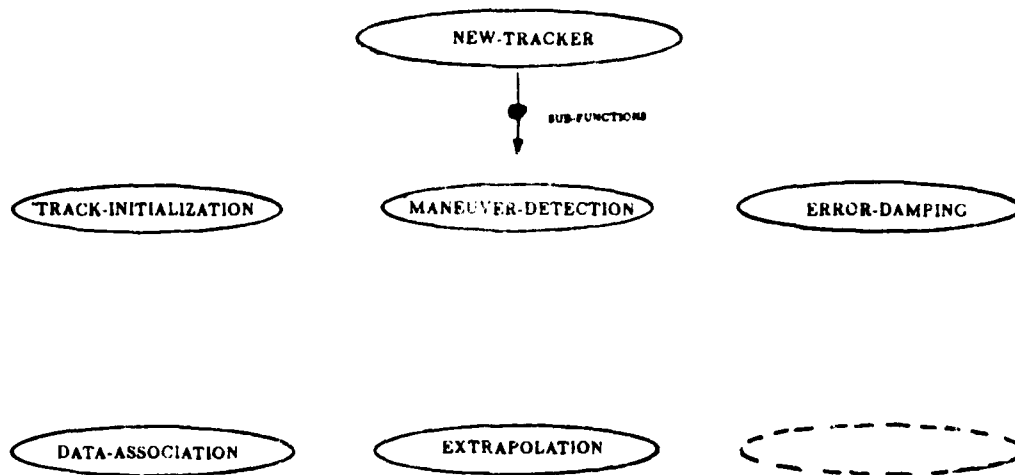 NEW-TRACKER
SUB-FUNCTIONS
TRACK-INITIALIZATION
MANEUVER-DETECTION
ERROR-DAMPING
DATA-ASSOCIATION
EXTRAPOLATION